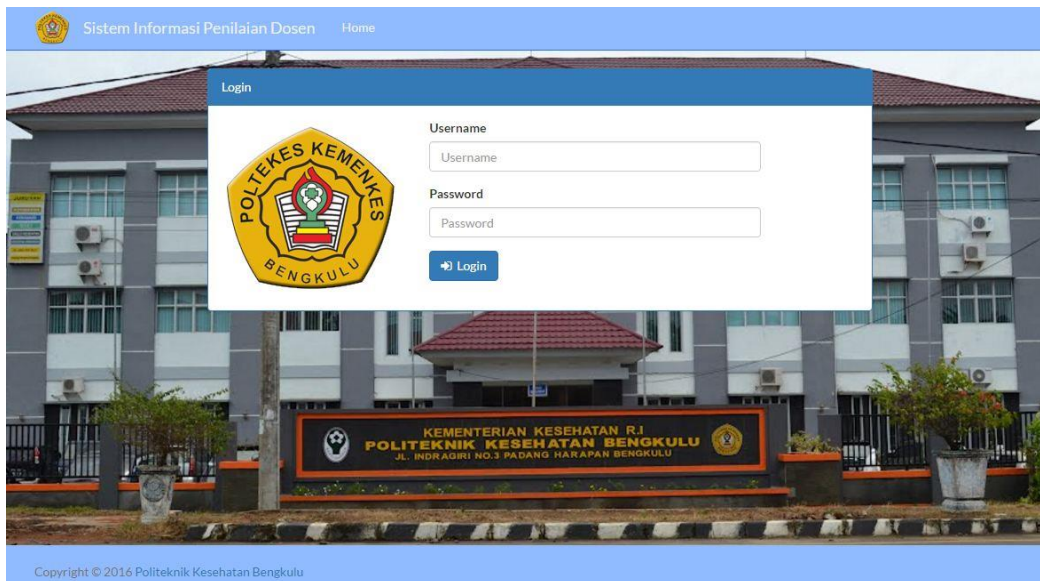 Sistem Informasi Penilaian Dosen Home
Login
POLTEKES KEMENKES
BENGKULU
Username
Username
Password
Password
Login
KEMENTERIAN KESEHATAN R.I
POLITEKNIK KESEHATAN BENGKULU
JL. INDRAGIRI NO.3 PADANG HARAPAN BENGKULU
Copyright © 2016 Politeknik Kesehatan Bengkulu